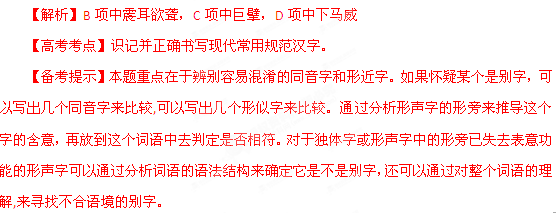 【解析】B 项中震耳欲聋，C 项中巨擘，D 项中下马威
【高考考点】识记并正确书写现代常用规范汉字。
【备考提示】本题重点在于辨别容易混淆的同音字和形近字。如果怀疑某个是别字，可
以写出几个同音字来比较,可以写出几个形似字来比较。通过分析形声字的形旁来推导这个
字的含意，再放到这个词语中去判定是否相符。对于独体字或形声字中的形旁已失去表意功
能的形声字可以通过分析词语的语法结构来确定它是不是别字，还可以通过对整个词语的理
解,来寻找不合语境的别字。